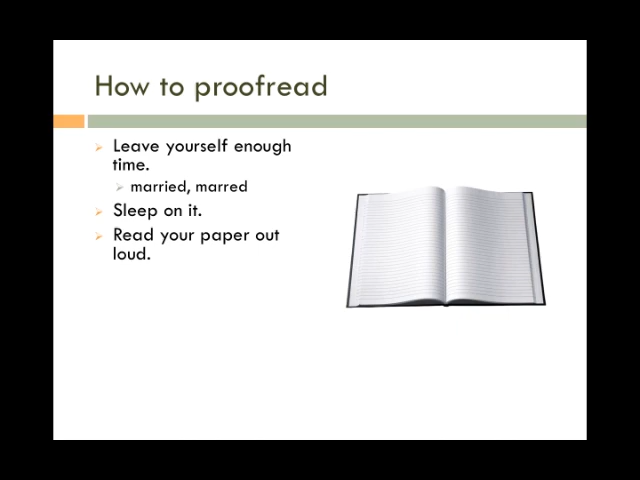 How to proofread
Leave yourself enough
time.
married, marred
Sleep on it.
Read your paper out
loud.